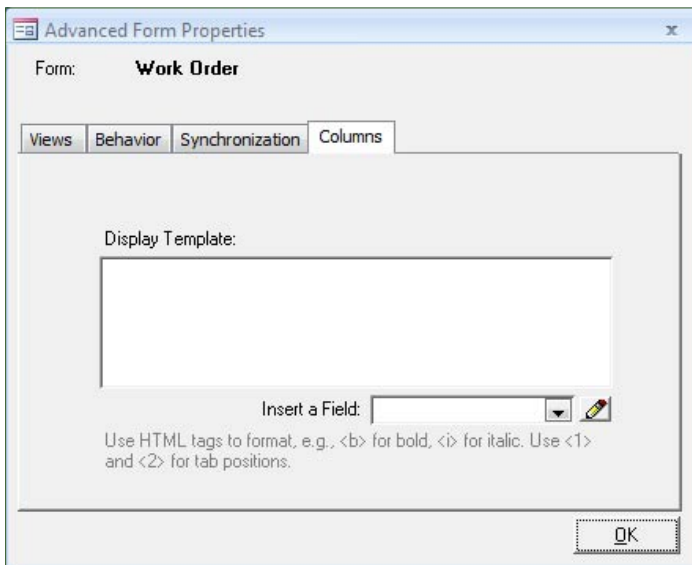 Advanced Form Properties x
Form: Work Order
Views Behavior Synchronization Columns
Display Template:
Insert a Field:
Use HTML tags to format, e.g., <b> for bold, <i> for italic. Use <1>
and <2> for tab positions.
OK